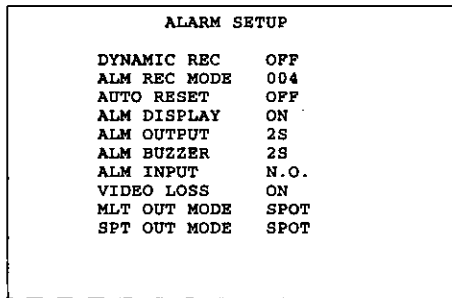 ALARM SETUP
DYNAMIC REC OFF
ALM REC MODE 004
AUTO RESET OFF
ALM DISPLAY ON
ALM OUTPUT 2S
ALM BUZZER 2S
ALM INPUT N.O.
VIDEO LOSS ON
MLT OUT MODE SPOT
SPT OUT MODE SPOT